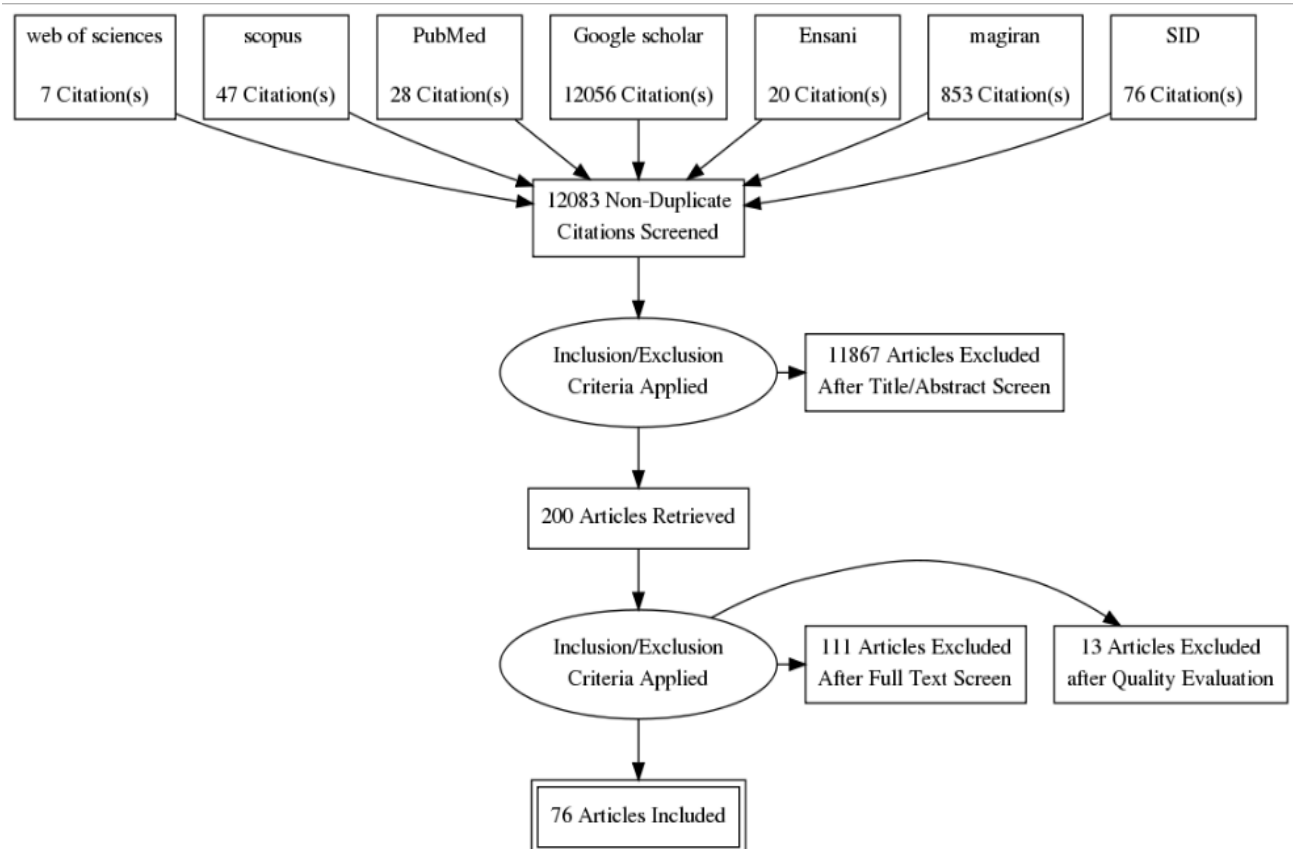 web of sciences
7 Citation(s)
scopus
47 Citation(s)
PubMed
28 Citation(s)
Google scholar
12056 Citation(s)
Ensani
20 Citation(s)
magiran
853 Citation(s)
SID
76 Citation(s)
12083 Non-Duplicate
Citations Screened
Inclusion/Exclusion
Criteria Applied
11867 Articles Excluded
After Title/Abstract Screen
200 Articles Retrieved
Inclusion/Exclusion
Criteria Applied
111 Articles Excluded
After Full Text Screen
13 Articles Excluded
after Quality Evaluation
76 Articles Included